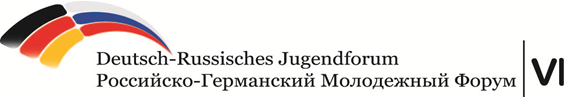 Deutsch-Russisches Jugendforum
Российско-Германский Молодежный Форум
VI